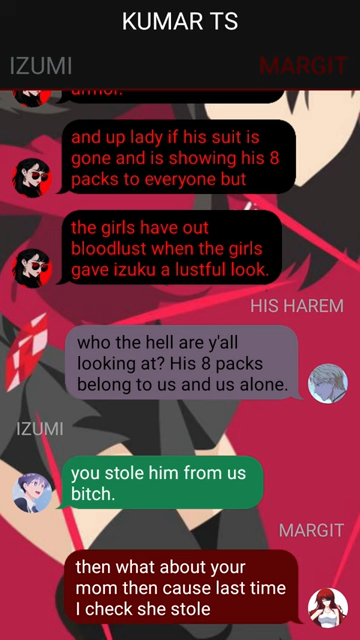 KUMAR TS
IZUMI
MARGIT
armor.
and up lady if his suit is
gone and is showing his 8
packs to everyone but
the girls have out
bloodlust when the girls
gave izuku a lustful look.
HIS HAREM
who the hell are y'all
looking at? His 8 packs
belong to us and us alone.
IZUMI
you stole him from us
bitch.
MARGIT
then what about your
mom then cause last time
I check she stole